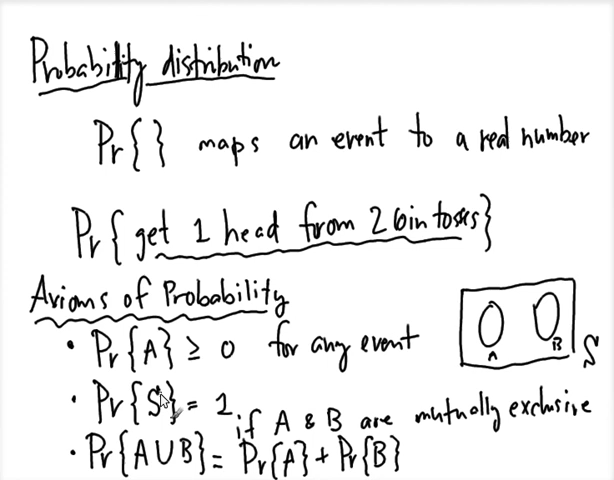 Probability distribution
Pr{ } maps an event to a real number
Pr{get 1 head from 2 coin tosses}
Axioms of Probability
• Pr{A} ≥ 0 for any event
A B S
• Pr{S} = 1
if A & B are mutually exclusive
• Pr{A∪B} = Pr{A} + Pr{B}